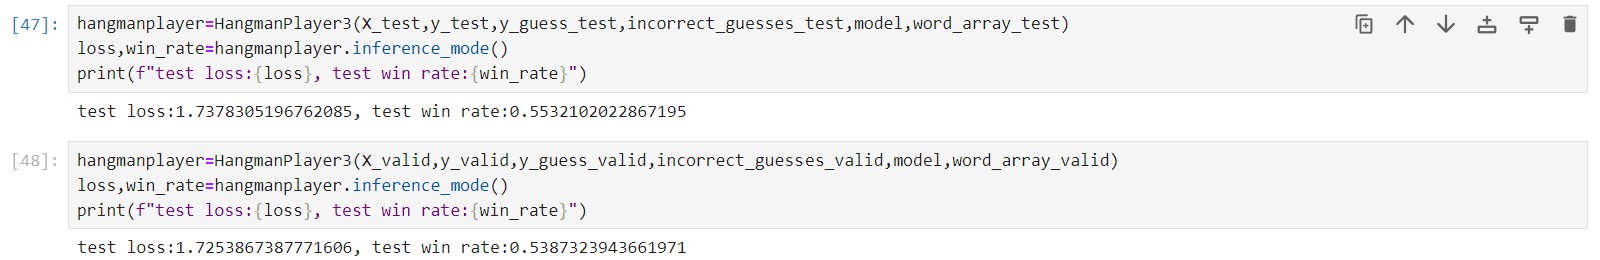 [47]:
hangmanplayer=HangmanPlayer3(X_test,y_test,y_guess_test,incorrect_guesses_test,model,word_array_test)
loss,win_rate=hangmanplayer.inference_mode()
print(f"test loss:{loss}, test win rate:{win_rate}")
test loss:1.7378305196762085, test win rate:0.5532102022867195
[48]:
hangmanplayer=HangmanPlayer3(X_valid,y_valid,y_guess_valid,incorrect_guesses_valid,model,word_array_valid)
loss,win_rate=hangmanplayer.inference_mode()
print(f"test loss:{loss}, test win rate:{win_rate}")
test loss:1.7253867387771606, test win rate:0.5387323943661971